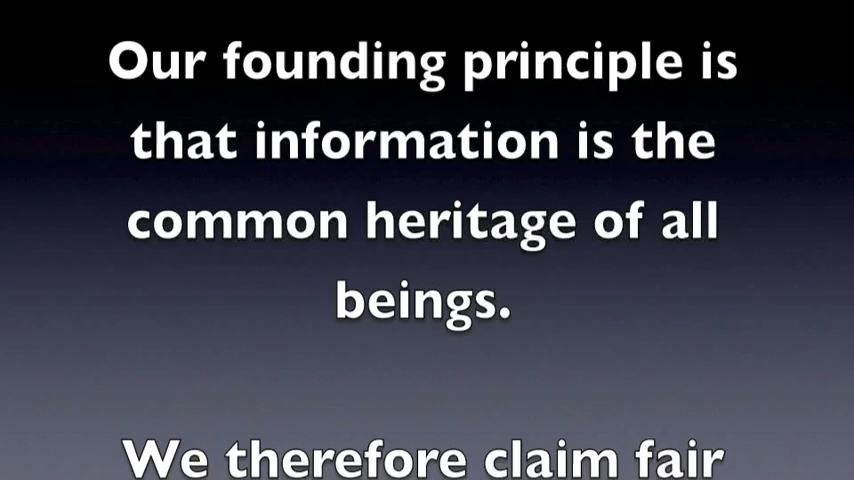 Our founding principle is
that information is the
common heritage of all
beings.
We therefore claim fair